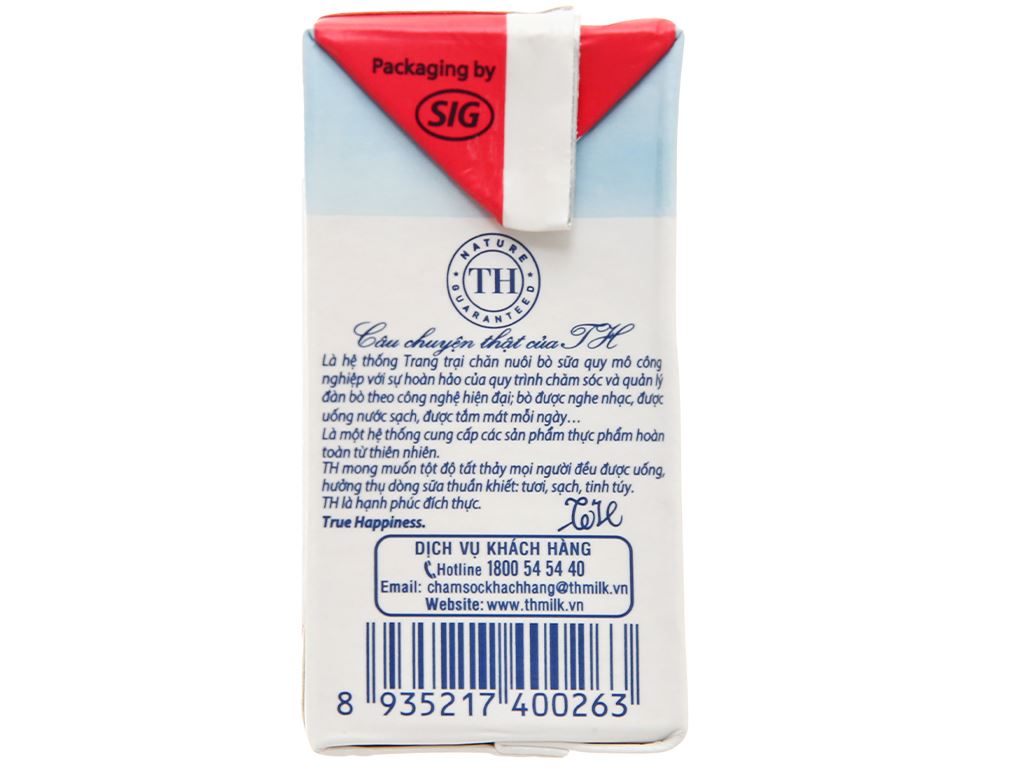 Packaging by
SIG
NATURE
TH
GUARANTEED
Câu chuyện thật của TH
Là hệ thống Trang trại chăn nuôi bò sữa quy mô công
nghiệp với sự hoàn hảo của quy trình chăm sóc và quản lý
đàn bò theo công nghệ hiện đại; bò được nghe nhạc, được
uống nước sạch, được tắm mát mỗi ngày...
Là một hệ thống cung cấp các sản phẩm thực phẩm hoàn
toàn từ thiên nhiên.
TH mong muốn tột độ tất thảy mọi người đều được uống,
hưởng thụ dòng sữa thuần khiết: tươi, sạch, tinh túy.
TH là hạnh phúc đích thực.
True Happiness.
TH
DỊCH VỤ KHÁCH HÀNG
Hotline 1800 54 54 40
Email: chamsockhachhang@thmilk.vn
Website: www.thmilk.vn
8 935217 400263